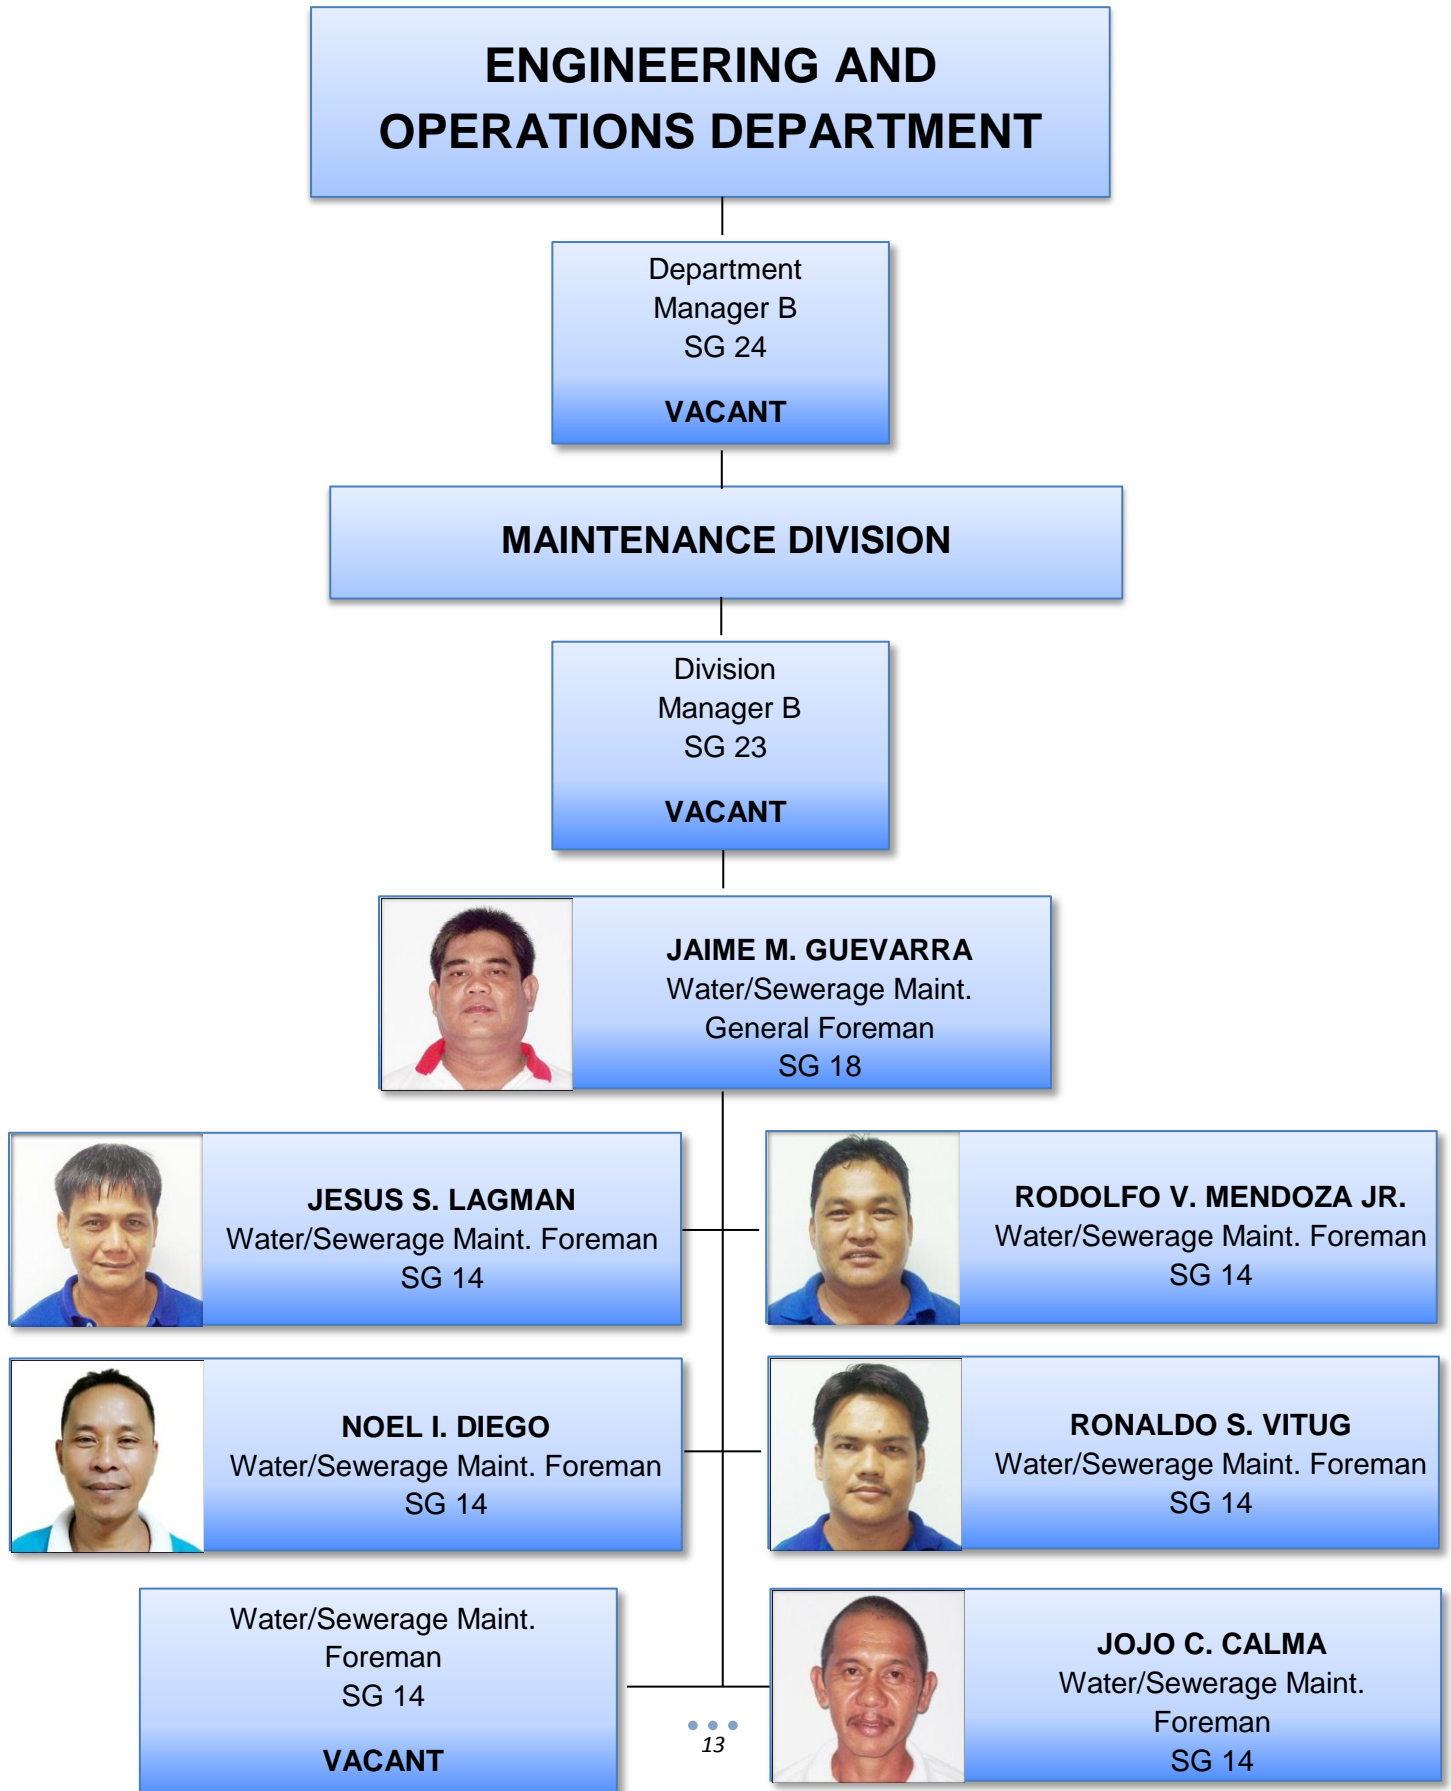 ENGINEERING AND
OPERATIONS DEPARTMENT
Department
Manager B
SG 24
VACANT
MAINTENANCE DIVISION
Division
Manager B
SG 23
VACANT
JAIME M. GUEVARRA
Water/Sewerage Maint.
General Foreman
SG 18
JESUS S. LAGMAN
Water/Sewerage Maint. Foreman
SG 14
RODOLFO V. MENDOZA JR.
Water/Sewerage Maint. Foreman
SG 14
NOEL I. DIEGO
Water/Sewerage Maint. Foreman
SG 14
RONALDO S. VITUG
Water/Sewerage Maint. Foreman
SG 14
Water/Sewerage Maint.
Foreman
SG 14
VACANT
JOJO C. CALMA
Water/Sewerage Maint.
Foreman
SG 14
13